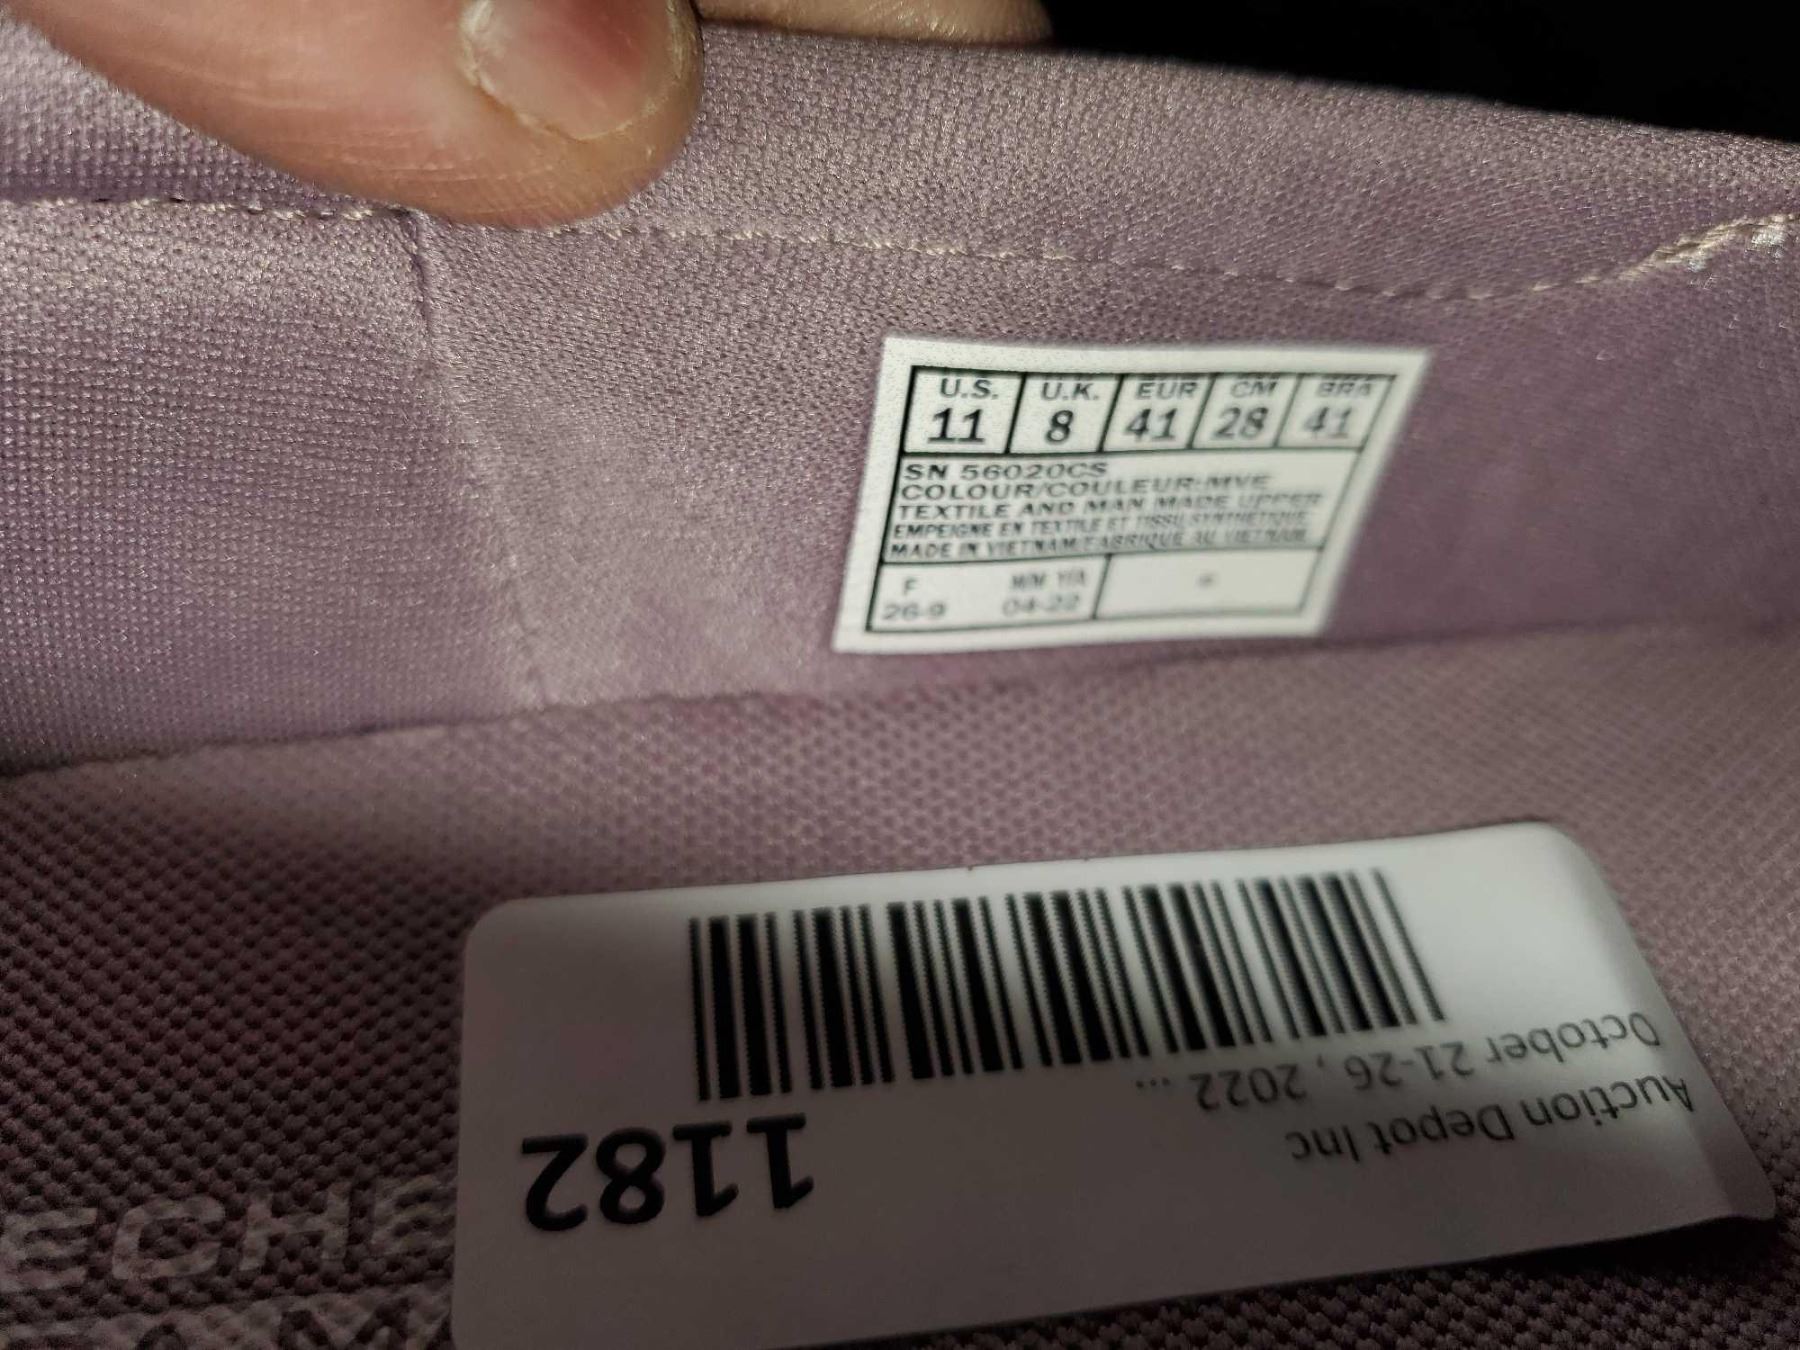 U.S. U.K. EUR CM BRA
11 8 41 28 41
SN 56020CS
COLOUR/COULEUR:MVE
TEXTILE AND MAN MADE UPPER
EMPEIGNE EN TEXTILE ET TISSU SYNTHETIQUE
MADE IN VIETNAM/FABRIQUE AU VIETNAM
F M/M Y/A
26-9 04-22
Auction Depot Inc
October 21-26 , 2022 ...
1182
ECHE